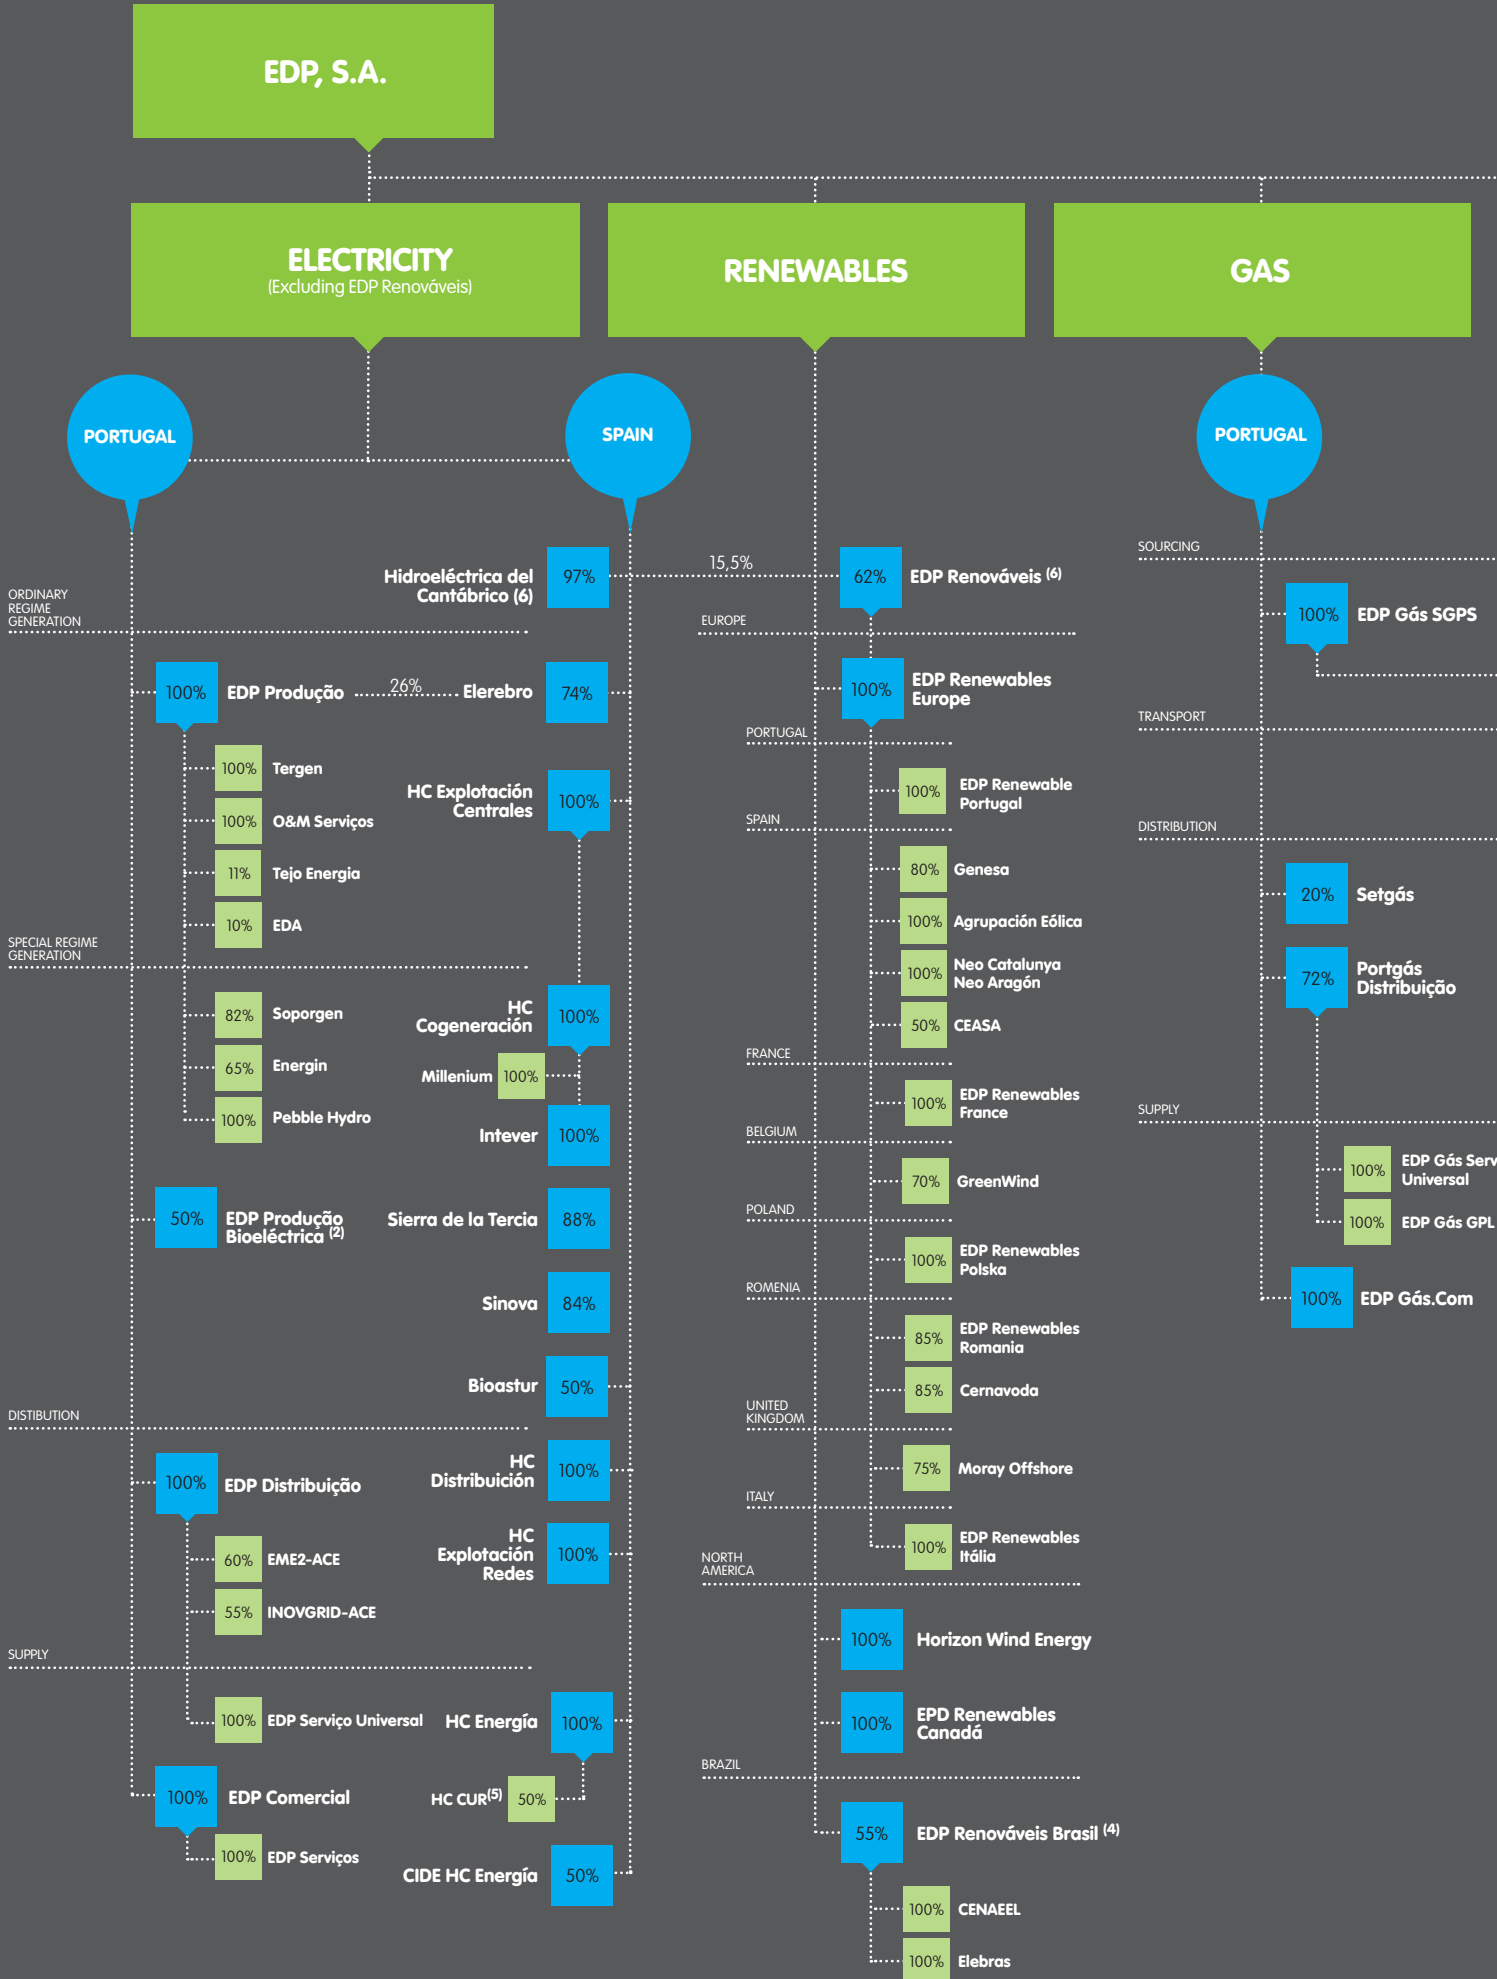 EDP, S.A.
ELECTRICITY
(Excluding EDP Renováveis)
RENEWABLES
GAS
PORTUGAL
SPAIN
PORTUGAL
Hidroeléctrica del
Cantábrico (6)
97%
15,5%
62%
EDP Renováveis (6)
ORDINARY
REGIME
GENERATION
100%
EDP Produção
26%
Elerebro
74%
100%
Tergen
100%
O&M Serviços
11%
Tejo Energia
10%
EDA
HC Explotación
Centrales
100%
SPECIAL REGIME
GENERATION
82%
Soporgen
65%
Energin
100%
Pebble Hydro
HC
Cogeneración
100%
Millenium
100%
Intever
100%
50%
EDP Produção
Bioeléctrica (2)
Sierra de la Tercia
88%
Sinova
84%
Bioastur
50%
DISTIBUTION
100%
EDP Distribuição
60%
EME2-ACE
55%
INOVGRID-ACE
HC
Distribuición
100%
HC
Explotación
Redes
100%
SUPPLY
100%
EDP Serviço Universal
HC Energía
100%
100%
EDP Comercial
HC CUR(5)
50%
100%
EDP Serviços
CIDE HC Energía
50%
EUROPE
100%
EDP Renewables
Europe
PORTUGAL
100%
EDP Renewable
Portugal
SPAIN
80%
Genesa
100%
Agrupación Eólica
100%
Neo Catalunya
Neo Aragón
50%
CEASA
FRANCE
100%
EDP Renewables
France
BELGIUM
70%
GreenWind
POLAND
100%
EDP Renewables
Polska
ROMENIA
85%
EDP Renewables
Romania
85%
Cernavoda
UNITED
KINGDOM
75%
Moray Offshore
ITALY
100%
EDP Renewables
Itália
NORTH
AMERICA
100%
Horizon Wind Energy
100%
EPD Renewables
Canadá
BRAZIL
55%
EDP Renováveis Brasil (4)
100%
CENAEEL
100%
Elebras
SOURCING
100%
EDP Gás SGPS
TRANSPORT
DISTRIBUTION
20%
Setgás
72%
Portgás
Distribuição
SUPPLY
100%
EDP Gás Serv
Universal
100%
EDP Gás GPL
100%
EDP Gás.Com